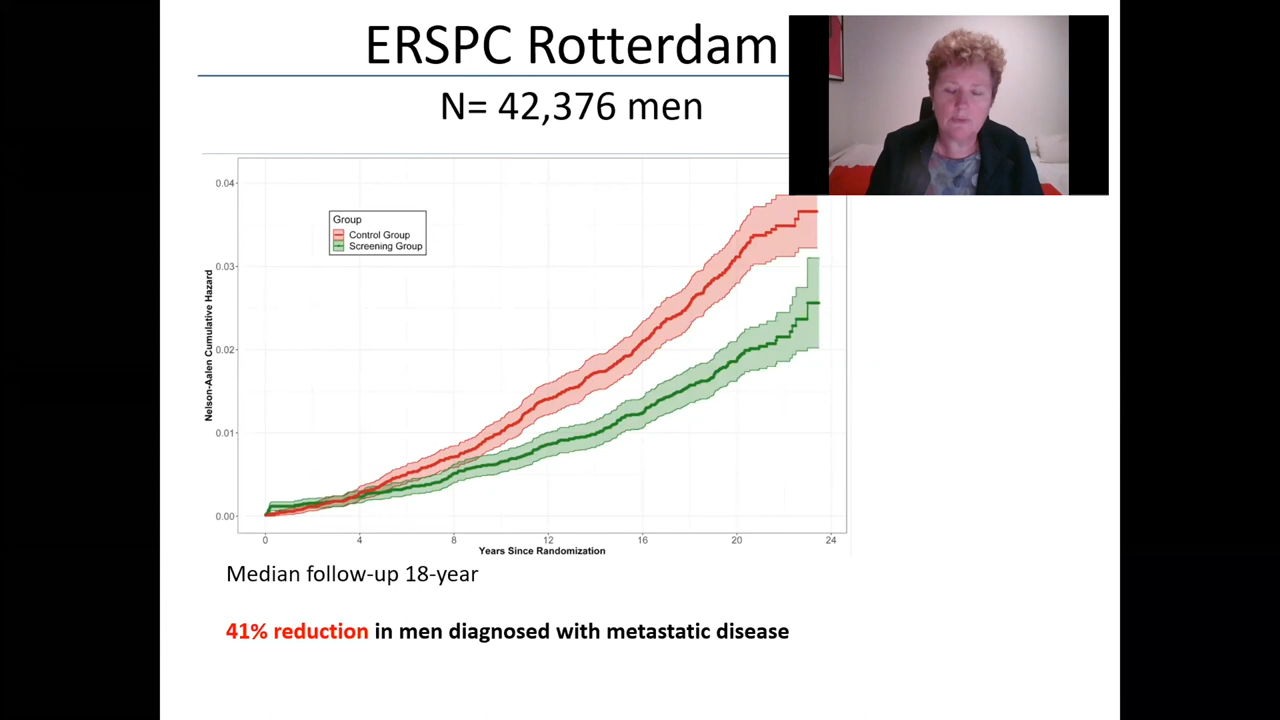 ERSPC Rotterdam
N= 42,376 men
0.04
0.03
0.02
0.01
0.00
Nelson-Aalen Cumulative Hazard
Group
Control Group
Screening Group
0 4 8 12 16 20 24
Years Since Randomization
Median follow-up 18-year
41% reduction in men diagnosed with metastatic disease